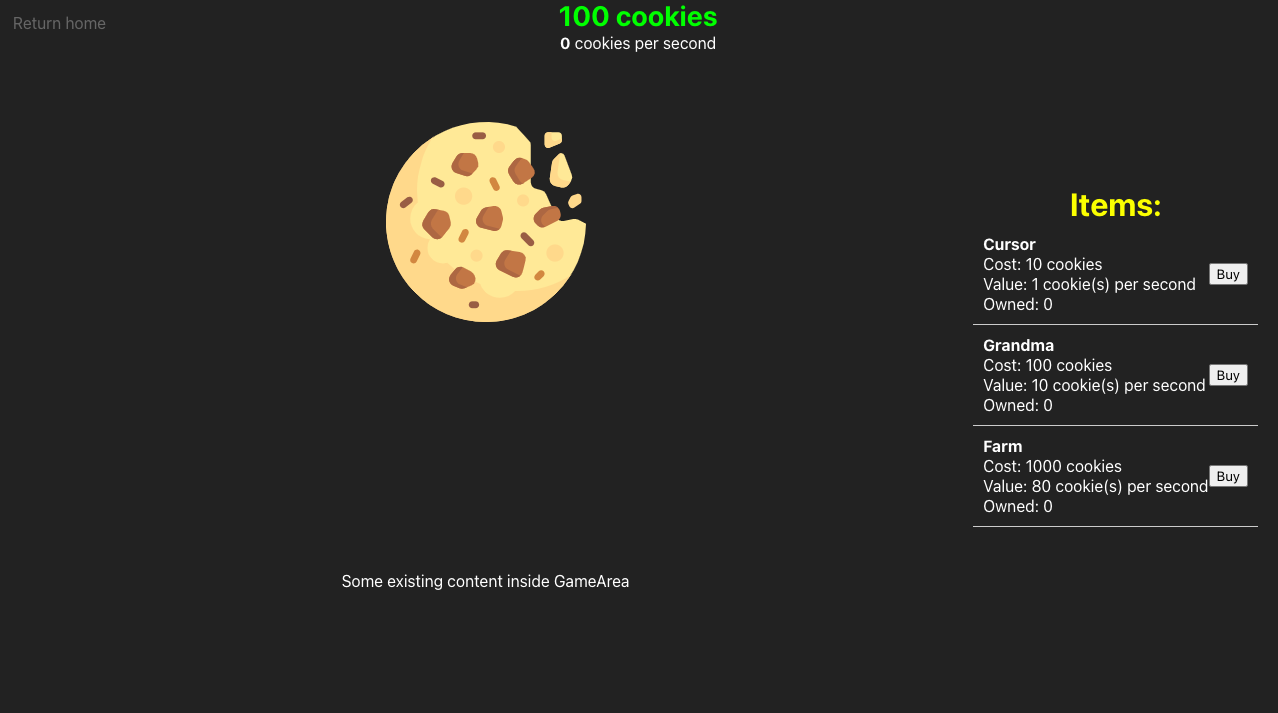 Return home
100 cookies
0 cookies per second
Items:
Cursor
Cost: 10 cookies
Value: 1 cookie(s) per second
Owned: 0
Buy
Grandma
Cost: 100 cookies
Value: 10 cookie(s) per second
Owned: 0
Buy
Farm
Cost: 1000 cookies
Value: 80 cookie(s) per second
Owned: 0
Buy
Some existing content inside GameArea